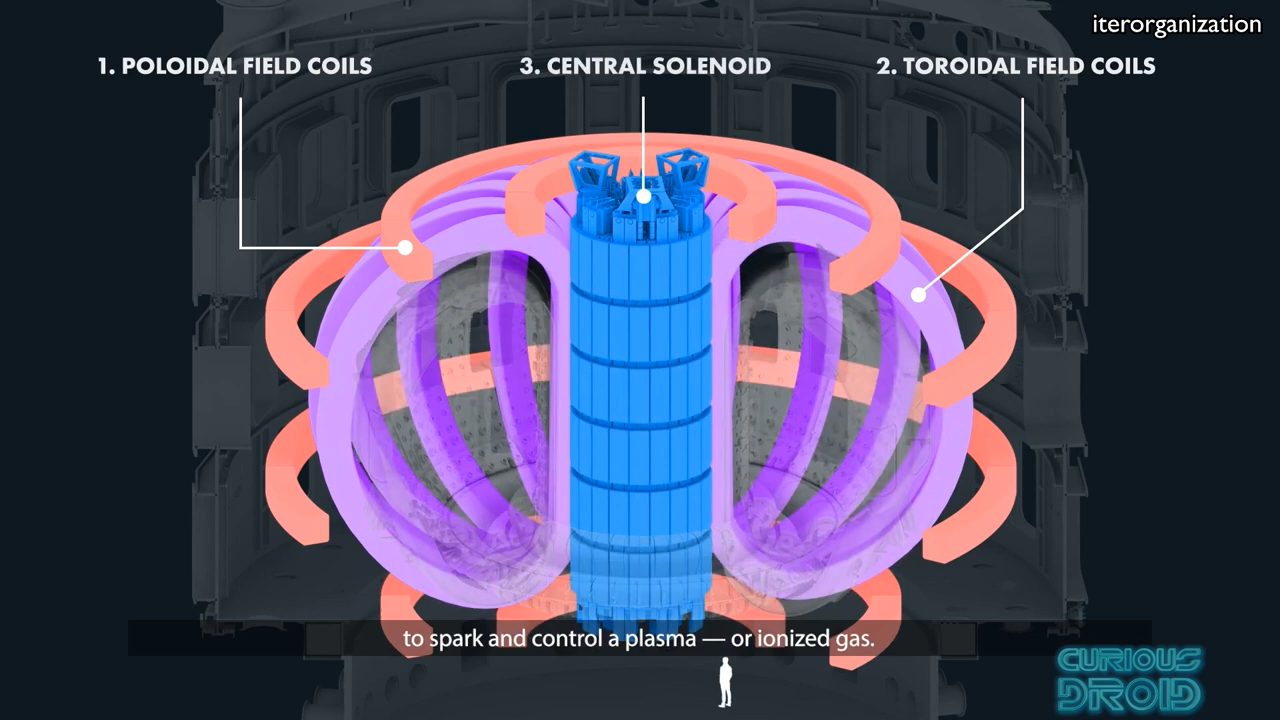 iterorganization
1. POLOIDAL FIELD COILS
3. CENTRAL SOLENOID
2. TOROIDAL FIELD COILS
to spark and control a plasma — or ionized gas.
CURIOUS
DROID